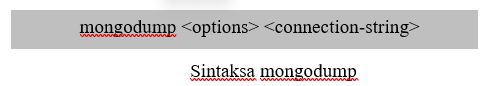 mongodump <options> <connection-string>
Sintaksa mongodump